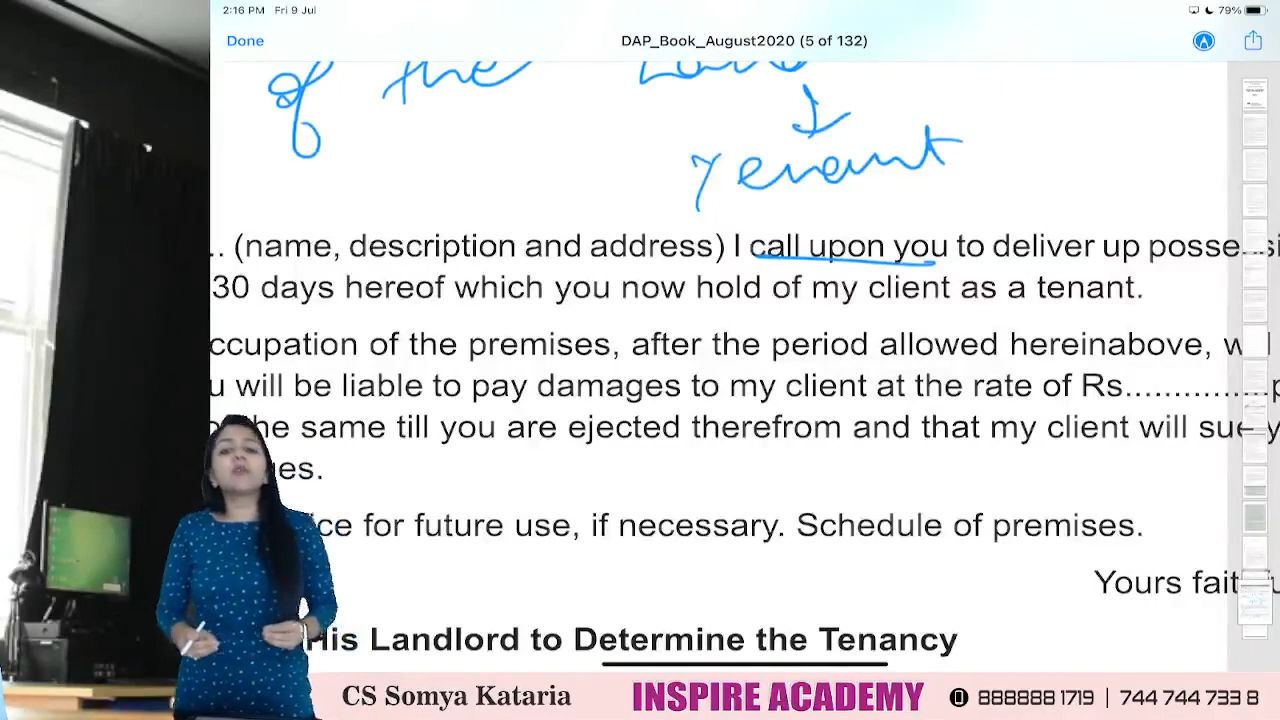 2:16 PM Fri 9 Jul
79%
Done
DAP_Book_August2020 (5 of 132)
of the
Tenant
.. (name, description and address) I call upon you to deliver up posse
30 days hereof which you now hold of my client as a tenant.
ccupation of the premises, after the period allowed hereinabove,
u will be liable to pay damages to my client at the rate of Rs..............
the same till you are ejected therefrom and that my client will sue y
es.
ice for future use, if necessary. Schedule of premises.
Yours fait
His Landlord to Determine the Tenancy
CS Somya Kataria INSPIRE ACADEMY 888888 1719 | 744 744 733 8